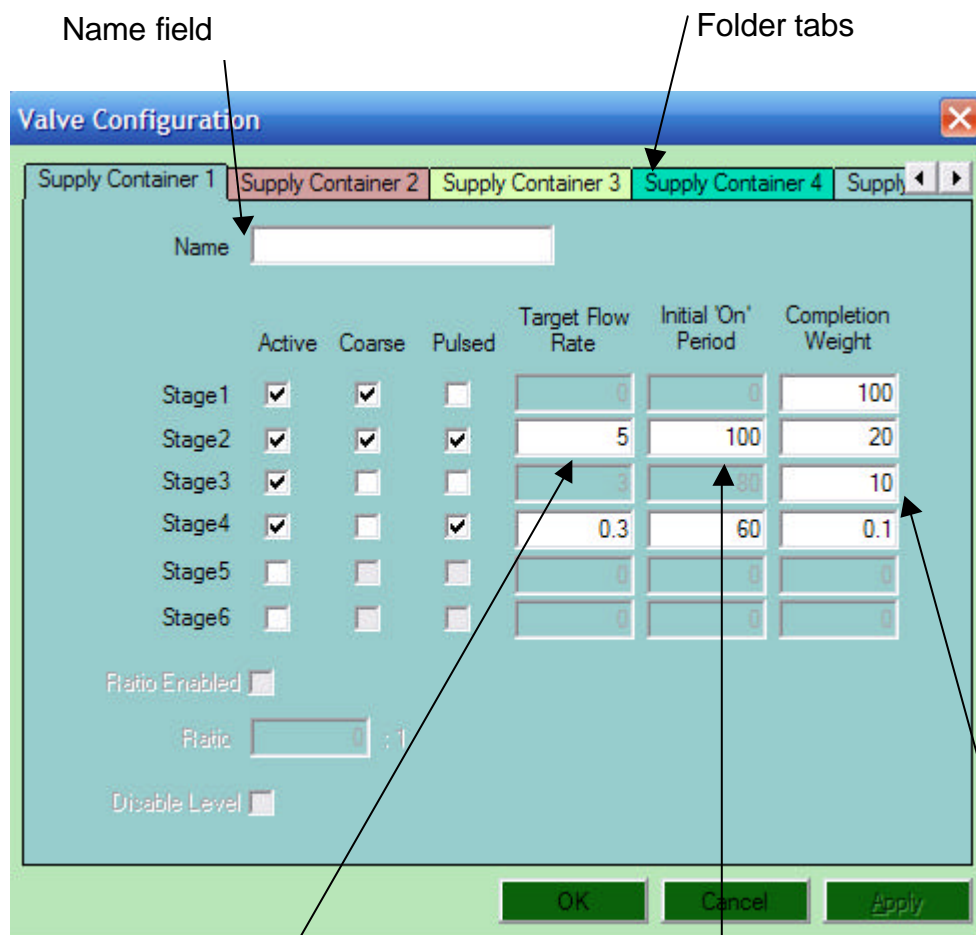 Name field
Folder tabs
Valve Configuration
Supply Container 1 Supply Container 2 Supply Container 3 Supply Container 4 Supply
Name
Active Coarse Pulsed Target Flow Rate Initial 'On' Period Completion Weight
Stage1 0 0 100
Stage2 5 100 20
Stage3 3 80 10
Stage4 0.3 60 0.1
Stage5 0 0 0
Stage6 0 0 0
Ratio Enabled
Ratio 0 : 1
Disable Level
OK Cancel Apply